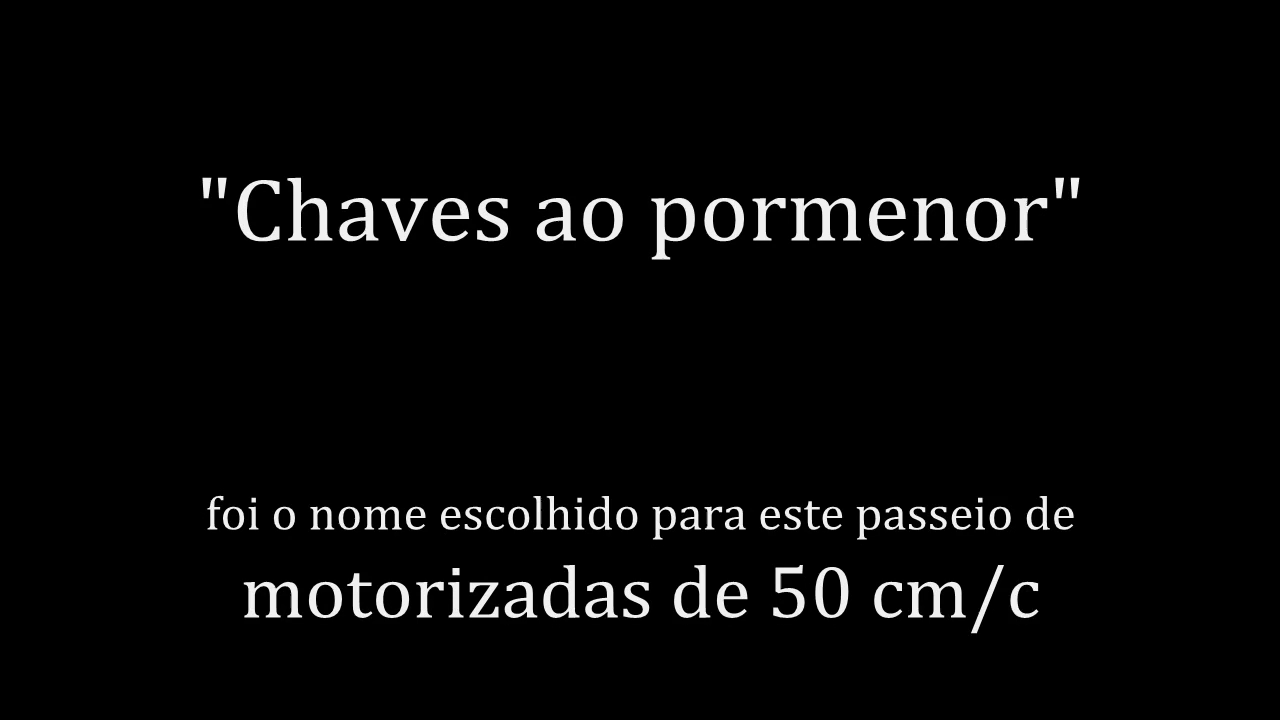 "Chaves ao pormenor"
foi o nome escolhido para este passeio de
motorizadas de 50 cm/c